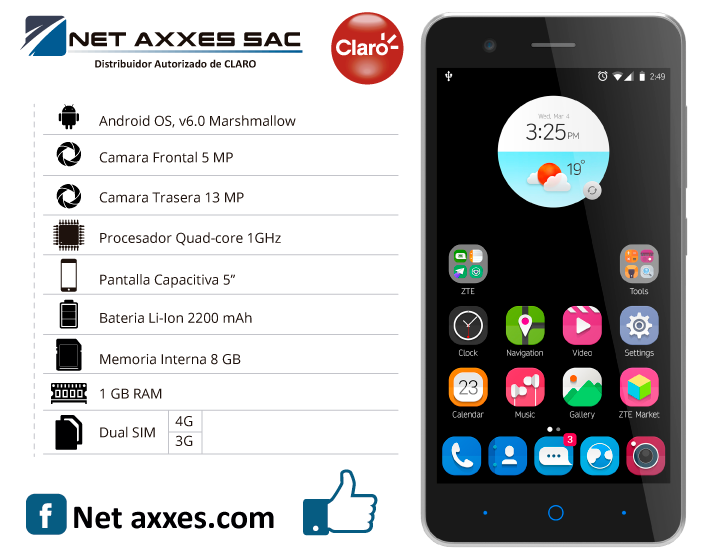 NET AXXES SAC
Distribuidor Autorizado de CLARO
Claro
Android OS, v6.0 Marshmallow
Camara Frontal 5 MP
Camara Trasera 13 MP
Procesador Quad-core 1GHz
Pantalla Capacitiva 5”
Bateria Li-Ion 2200 mAh
Memoria Interna 8 GB
1 GB RAM
Dual SIM
4G
3G
f Net axxes.com
2:49
Wed, Mar 4
3:25 PM
19°
ZTE
Tools
Clock
Navigation
Video
Settings
23
Calendar
Music
Gallery
ZTE Market
3